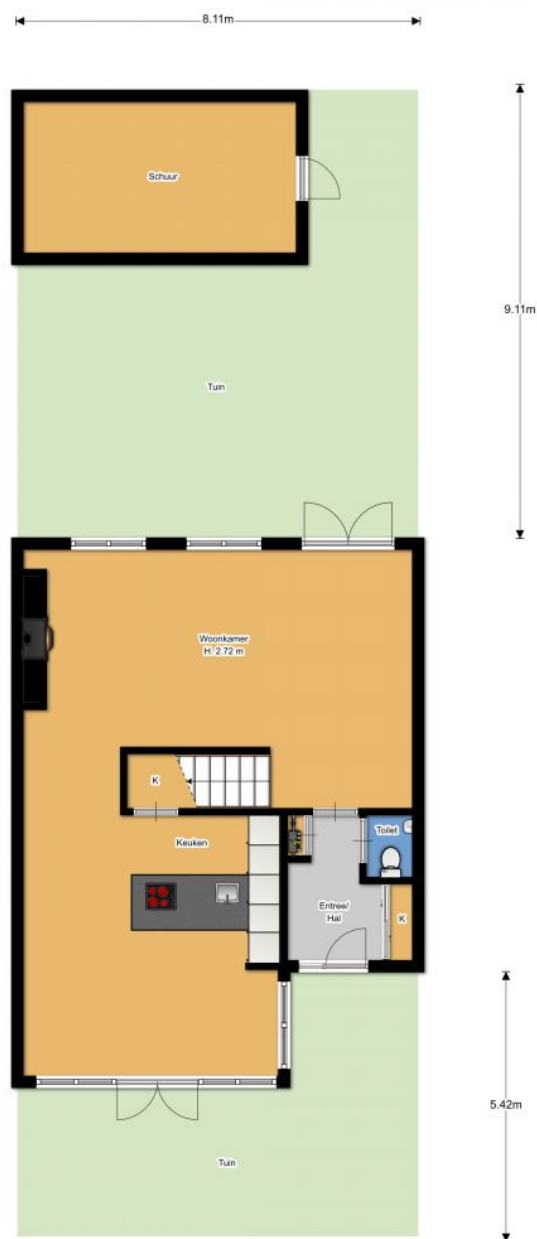 8.11m
Schuur
9.11m
Tuin
Woonkamer
H. 2.72 m
K
Keuken
Toilet
Entree/
Hal
K
5.42m
Tuin